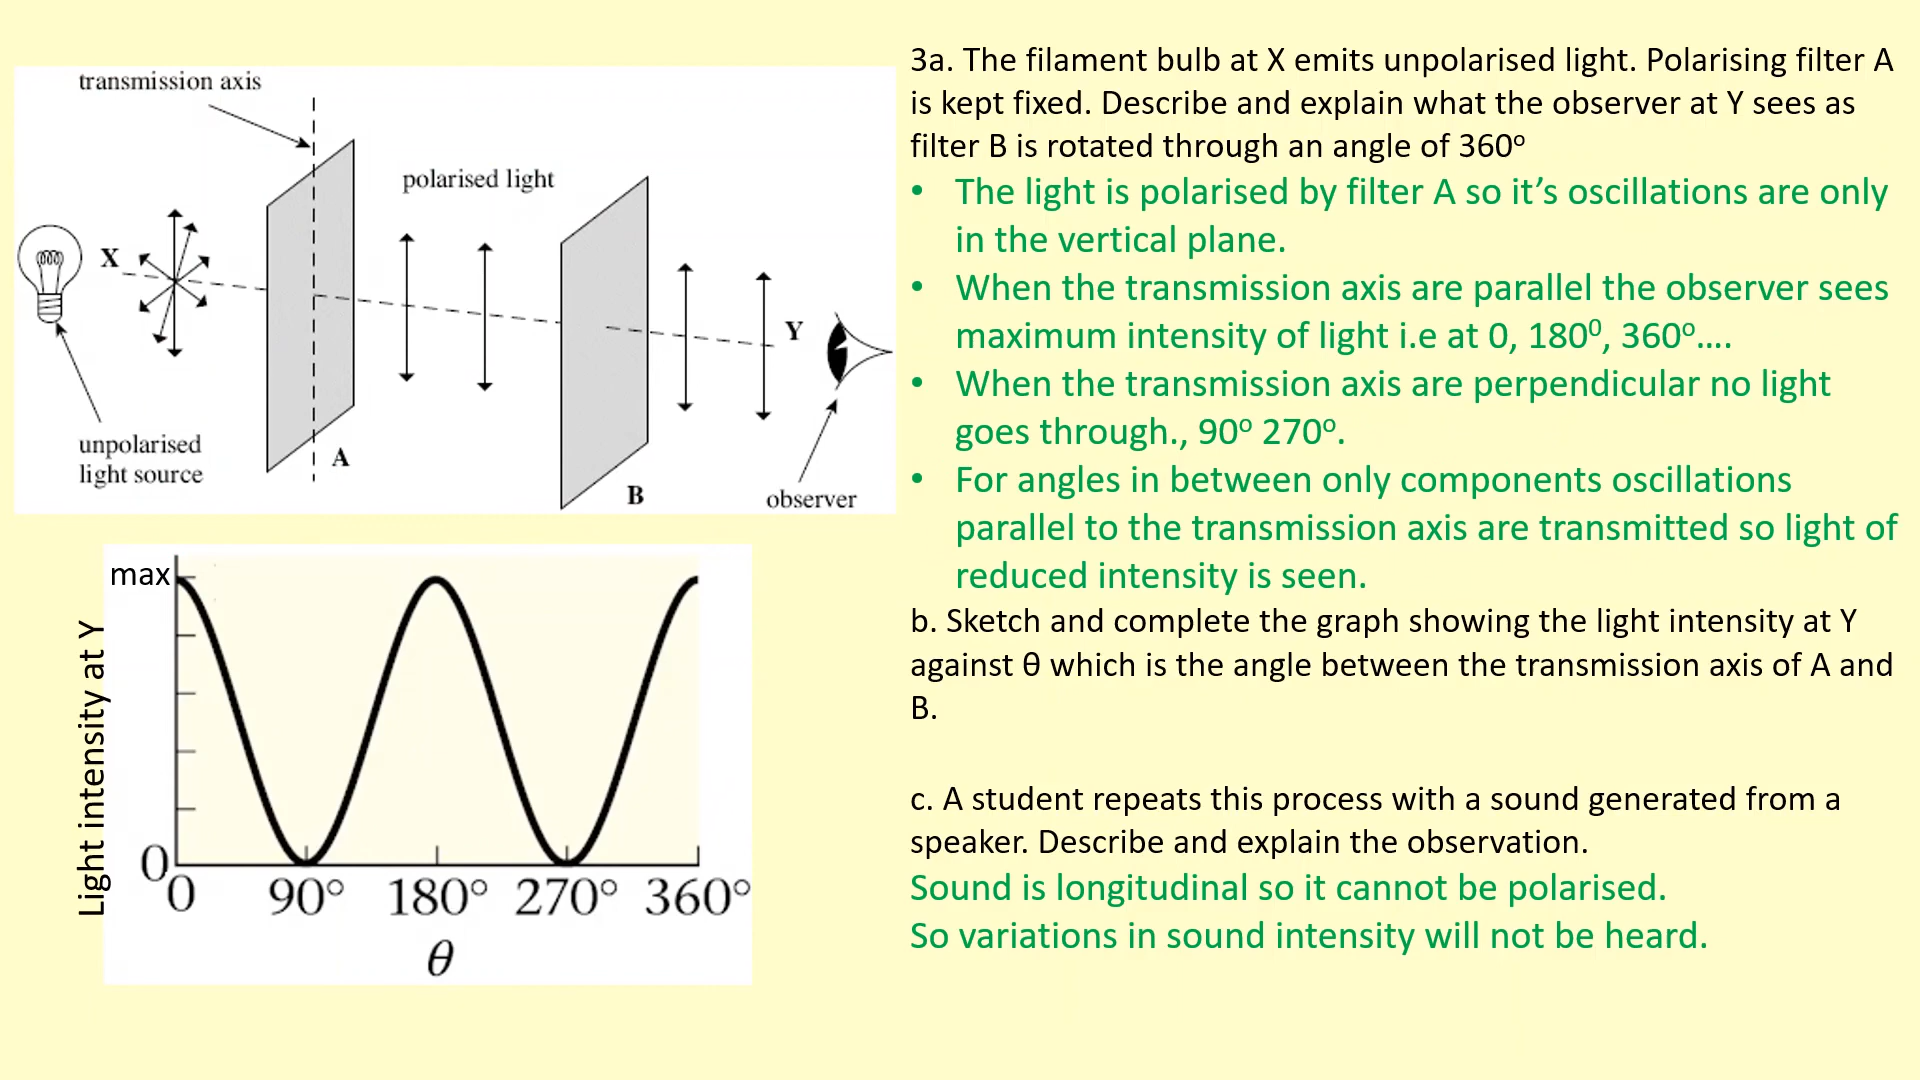 transmission axis
polarised light
X
Y
unpolarised
light source
A
B
observer
max
Light intensity at Y
0
0 90° 180° 270° 360°
θ
3a. The filament bulb at X emits unpolarised light. Polarising filter A
is kept fixed. Describe and explain what the observer at Y sees as
filter B is rotated through an angle of 360º
• The light is polarised by filter A so it’s oscillations are only
in the vertical plane.
• When the transmission axis are parallel the observer sees
maximum intensity of light i.e at 0, 180⁰, 360º….
• When the transmission axis are perpendicular no light
goes through., 90º 270º.
• For angles in between only components oscillations
parallel to the transmission axis are transmitted so light of
reduced intensity is seen.
b. Sketch and complete the graph showing the light intensity at Y
against θ which is the angle between the transmission axis of A and
B.
c. A student repeats this process with a sound generated from a
speaker. Describe and explain the observation.
Sound is longitudinal so it cannot be polarised.
So variations in sound intensity will not be heard.